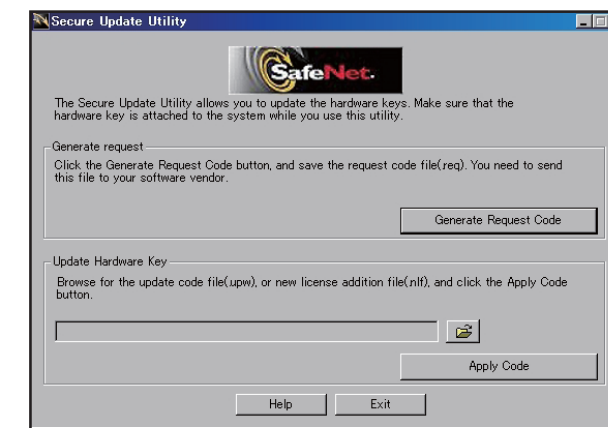 Secure Update Utility
SafeNet.
The Secure Update Utility allows you to update the hardware keys. Make sure that the
hardware key is attached to the system while you use this utility.
Generate request
Click the Generate Request Code button, and save the request code file(.req). You need to send
this file to your software vendor.
Generate Request Code
Update Hardware Key
Browse for the update code file(.upw), or new license addition file(.nlf), and click the Apply Code
button.
Apply Code
Help
Exit